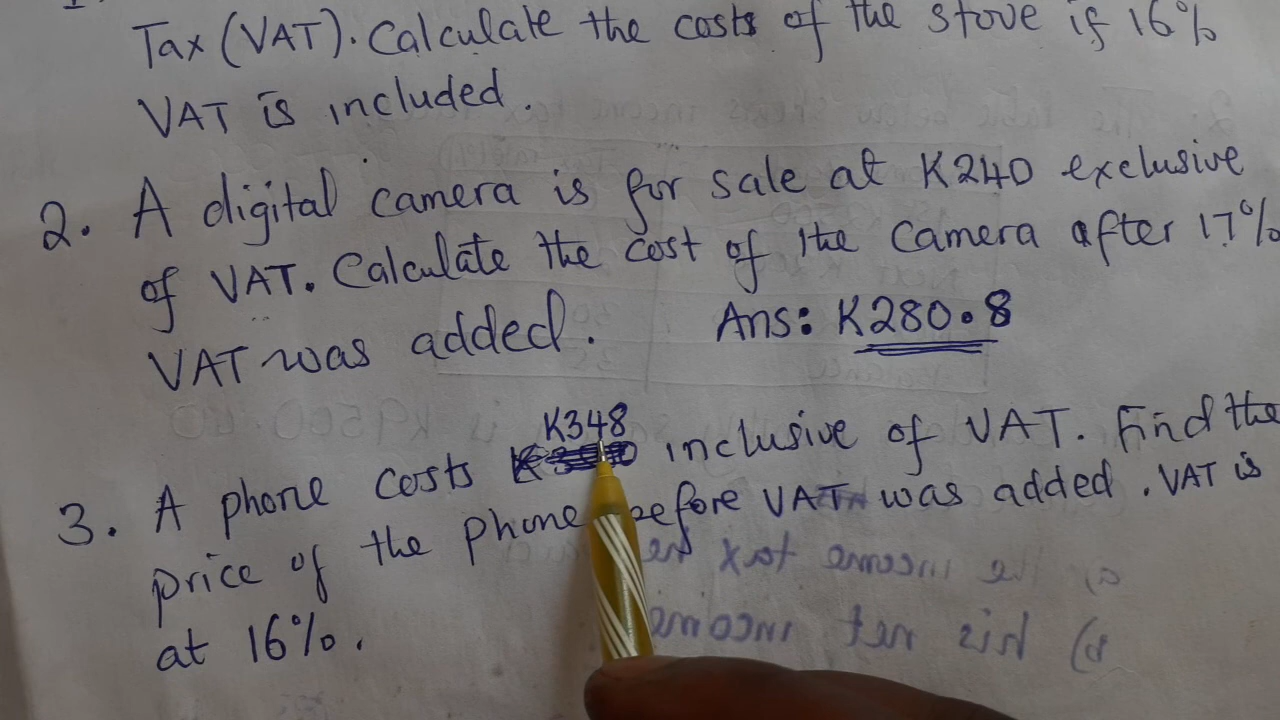 Tax (VAT). Calculate the costs of the stove if 16%
VAT is included.
2. A digital camera is for sale at K240 exclusive
of VAT. Calculate the cost of the camera after 17%
VAT was added. Ans: K280.8
K348
3. A phone costs inclusive of VAT. Find the
price of the phone before VAT was added. VAT is
at 16%.